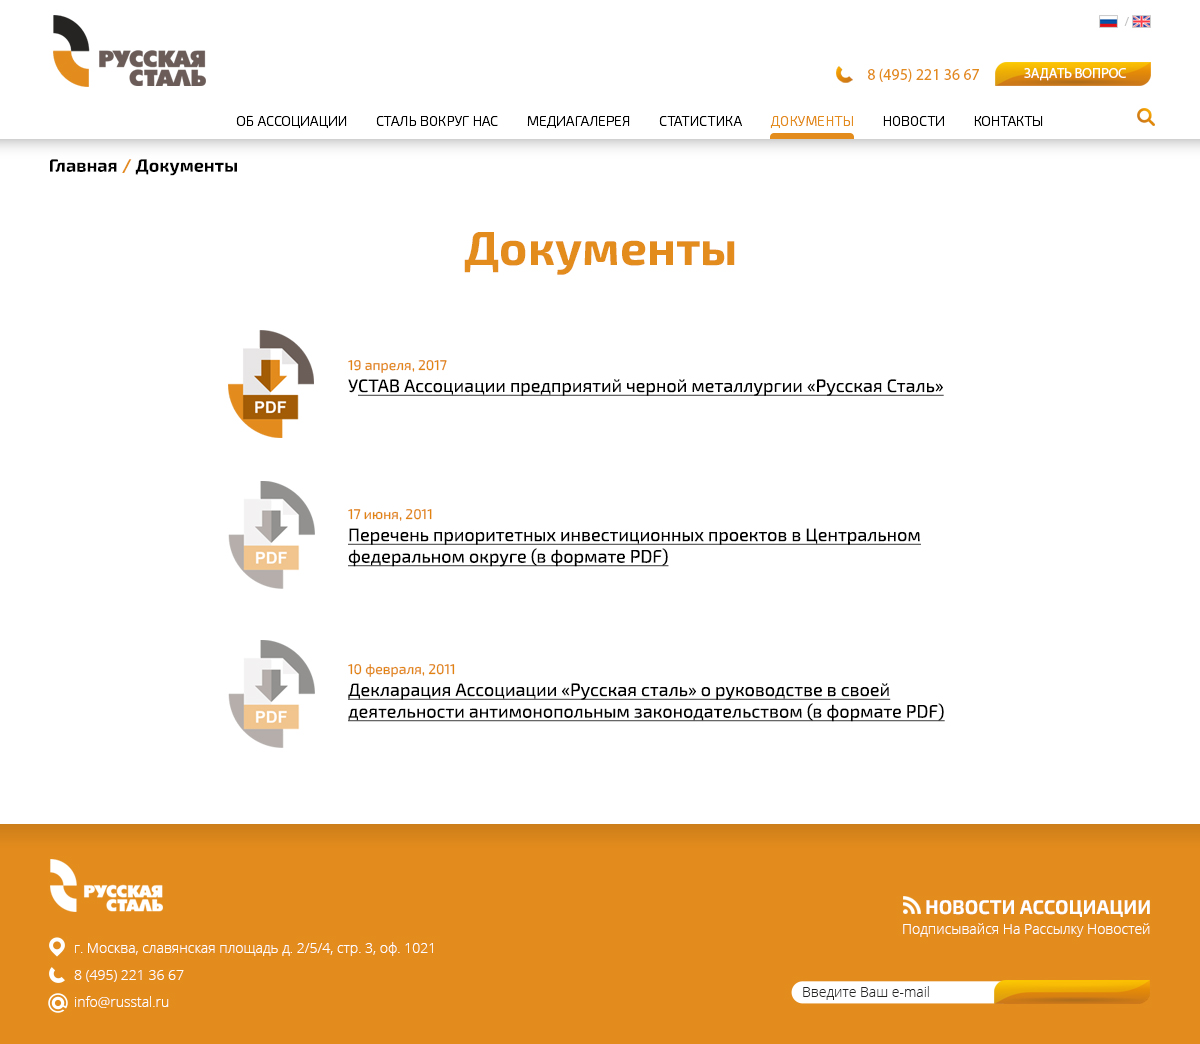 РУССКАЯ
СТАЛЬ
/
8 (495) 221 36 67
ЗАДАТЬ ВОПРОС
ОБ АССОЦИАЦИИ СТАЛЬ ВОКРУГ НАС МЕДИАГАЛЕРЕЯ СТАТИСТИКА ДОКУМЕНТЫ НОВОСТИ КОНТАКТЫ
Главная / Документы
Документы
19 апреля, 2017
УСТАВ Ассоциации предприятий черной металлургии «Русская Сталь»
PDF
17 июня, 2011
Перечень приоритетных инвестиционных проектов в Центральном
федеральном округе (в формате PDF)
PDF
10 февраля, 2011
Декларация Ассоциации «Русская сталь» о руководстве в своей
деятельности антимонопольным законодательством (в формате PDF)
PDF
РУССКАЯ
СТАЛЬ
г. Москва, славянская площадь д. 2/5/4, стр. 3, оф. 1021
8 (495) 221 36 67
info@russtal.ru
НОВОСТИ АССОЦИАЦИИ
Подписывайся На Рассылку Новостей
Введите Ваш e-mail